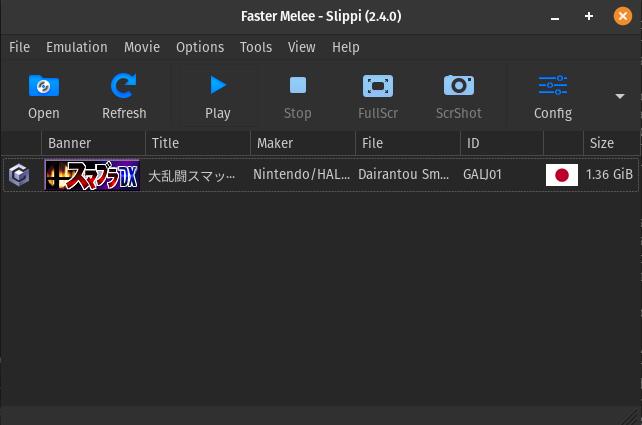 Faster Melee - Slippi (2.4.0)
File Emulation Movie Options Tools View Help
Open Refresh Play Stop FullScr ScrShot Config
Banner Title Maker File ID Size
スマブラDX 大乱闘スマッ… Nintendo/HAL... Dairantou Sm... GALJ01 1.36 GiB